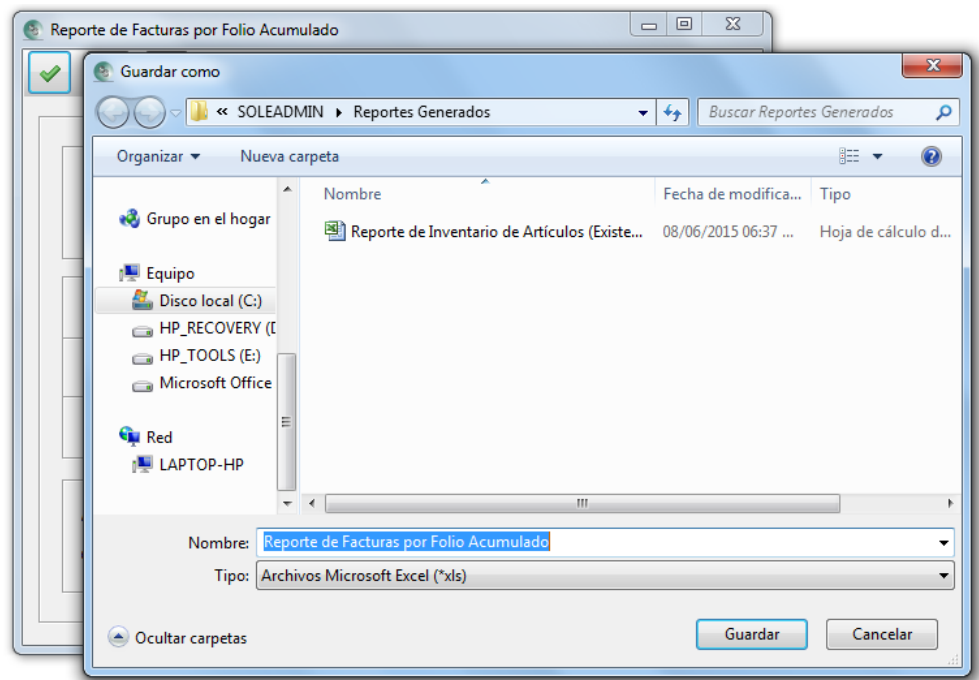 Reporte de Facturas por Folio Acumulado
Guardar como
« SOLEADMIN ▸ Reportes Generados
Buscar Reportes Generados
Organizar
Nueva carpeta
Nombre
Fecha de modifica...
Tipo
Reporte de Inventario de Artículos (Existe...
08/06/2015 06:37 ...
Hoja de cálculo d...
Grupo en el hogar
Equipo
Disco local (C:)
HP_RECOVERY (D
HP_TOOLS (E:)
Microsoft Office
Red
LAPTOP-HP
Nombre: Reporte de Facturas por Folio Acumulado
Tipo: Archivos Microsoft Excel (*xls)
Ocultar carpetas
Guardar
Cancelar